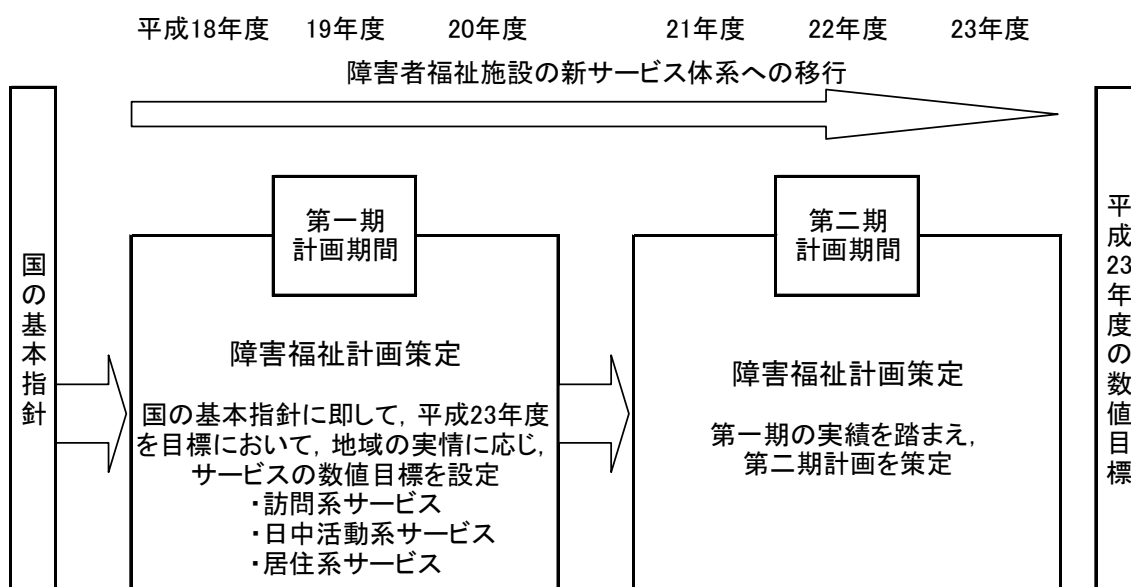 平成18年度 19年度 20年度 21年度 22年度 23年度
障害者福祉施設の新サービス体系への移行
国の基本指針
第一期
計画期間
障害福祉計画策定
国の基本指針に即して，平成23年度
を目標において，地域の実情に応じ，
サービスの数値目標を設定
・訪問系サービス
・日中活動系サービス
・居住系サービス
第二期
計画期間
障害福祉計画策定
第一期の実績を踏まえ，
第二期計画を策定
平成23年度の数値目標